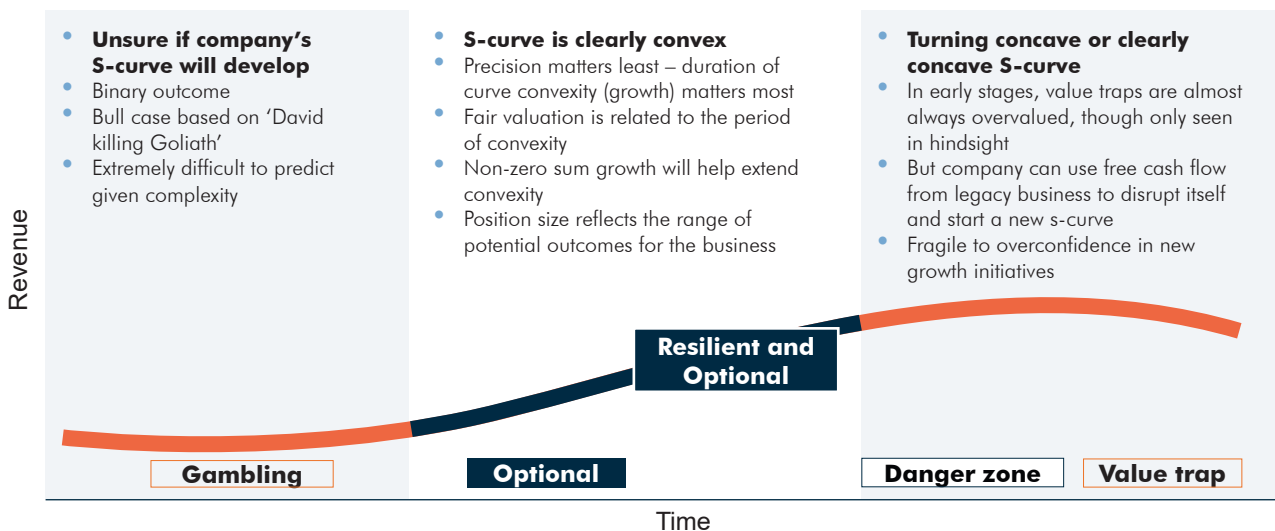 • Unsure if company's
S-curve will develop
• Binary outcome
• Bull case based on 'David
killing Goliath'
• Extremely difficult to predict
given complexity
• S-curve is clearly convex
• Precision matters least – duration of
curve convexity (growth) matters most
• Fair valuation is related to the period
of convexity
• Non-zero sum growth will help extend
convexity
• Position size reflects the range of
potential outcomes for the business
• Turning concave or clearly
concave S-curve
• In early stages, value traps are almost
always overvalued, though only seen
in hindsight
• But company can use free cash flow
from legacy business to disrupt itself
and start a new s-curve
• Fragile to overconfidence in new
growth initiatives
Revenue
Resilient and
Optional
Gambling
Optional
Danger zone
Value trap
Time